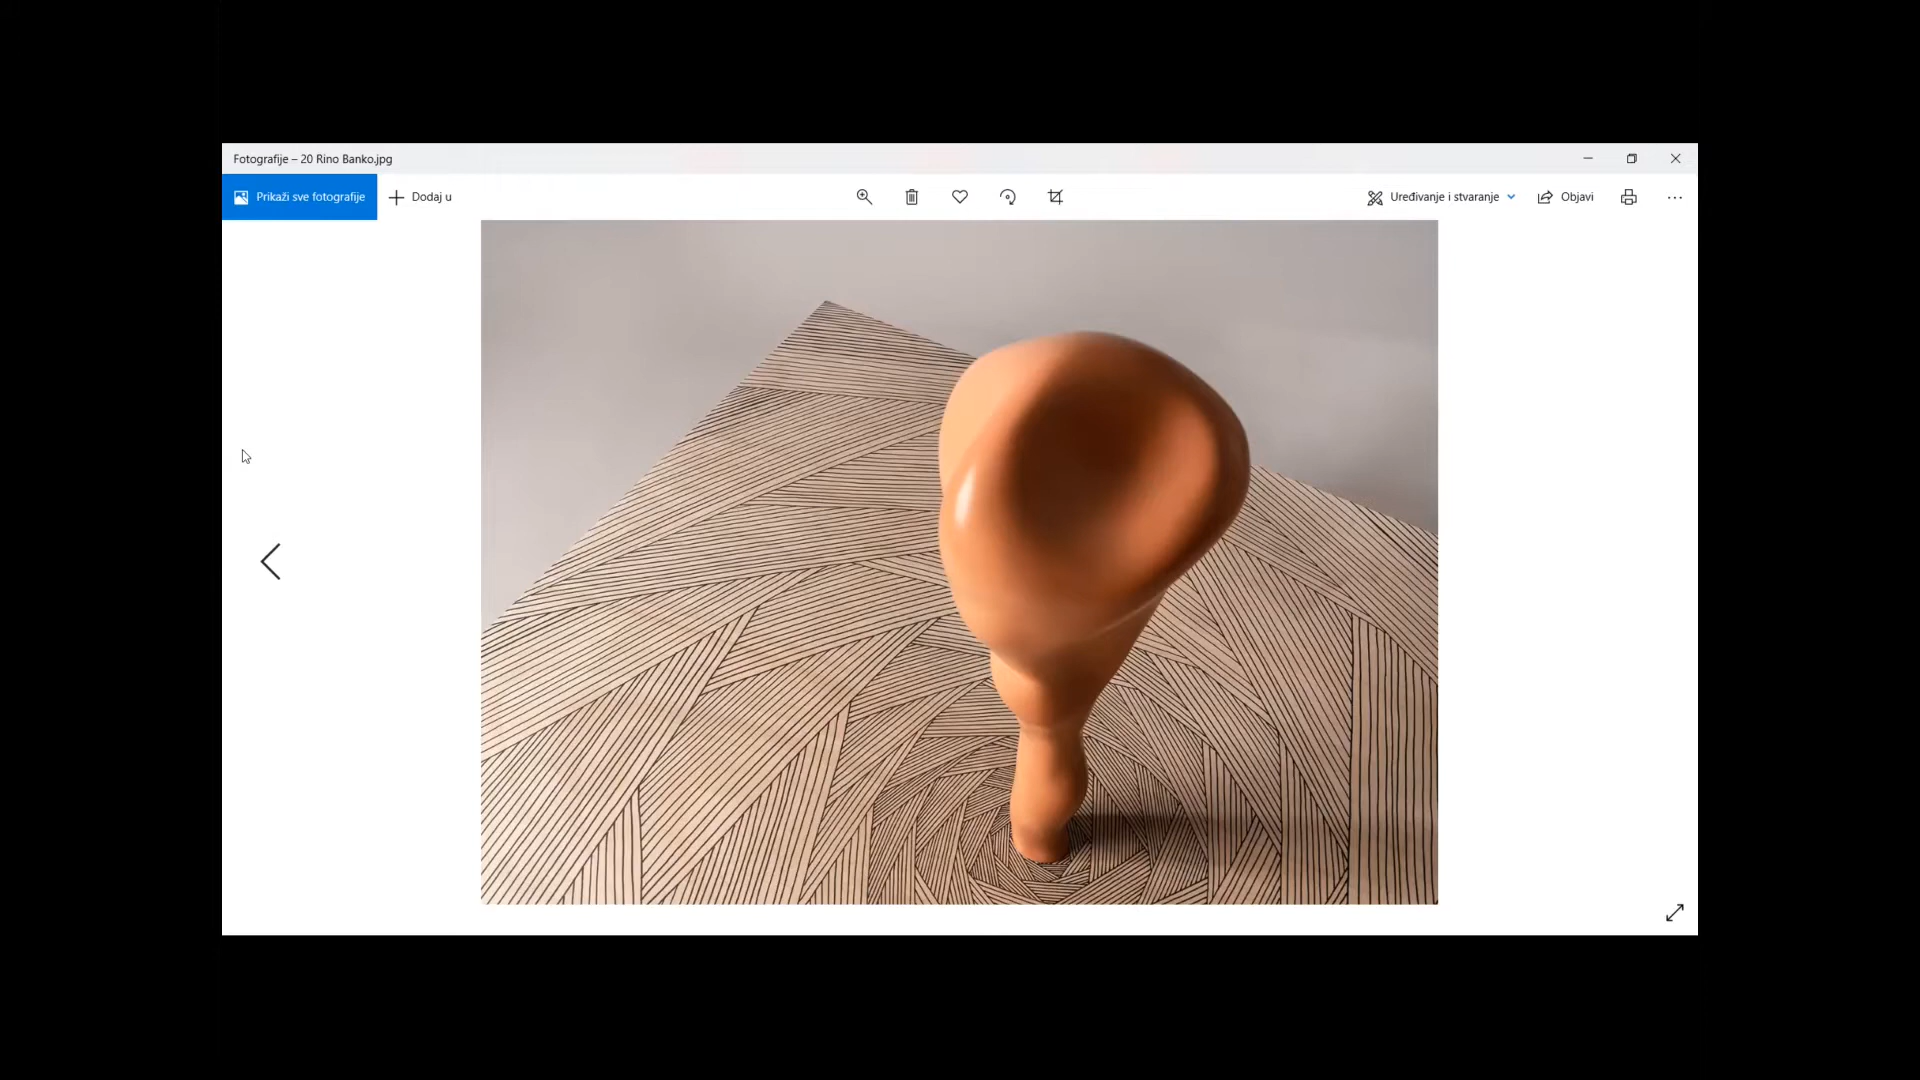 Fotografije – 20 Rino Banko.jpg
Prikaži sve fotografije
Dodaj u
Uređivanje i stvaranje
Objavi